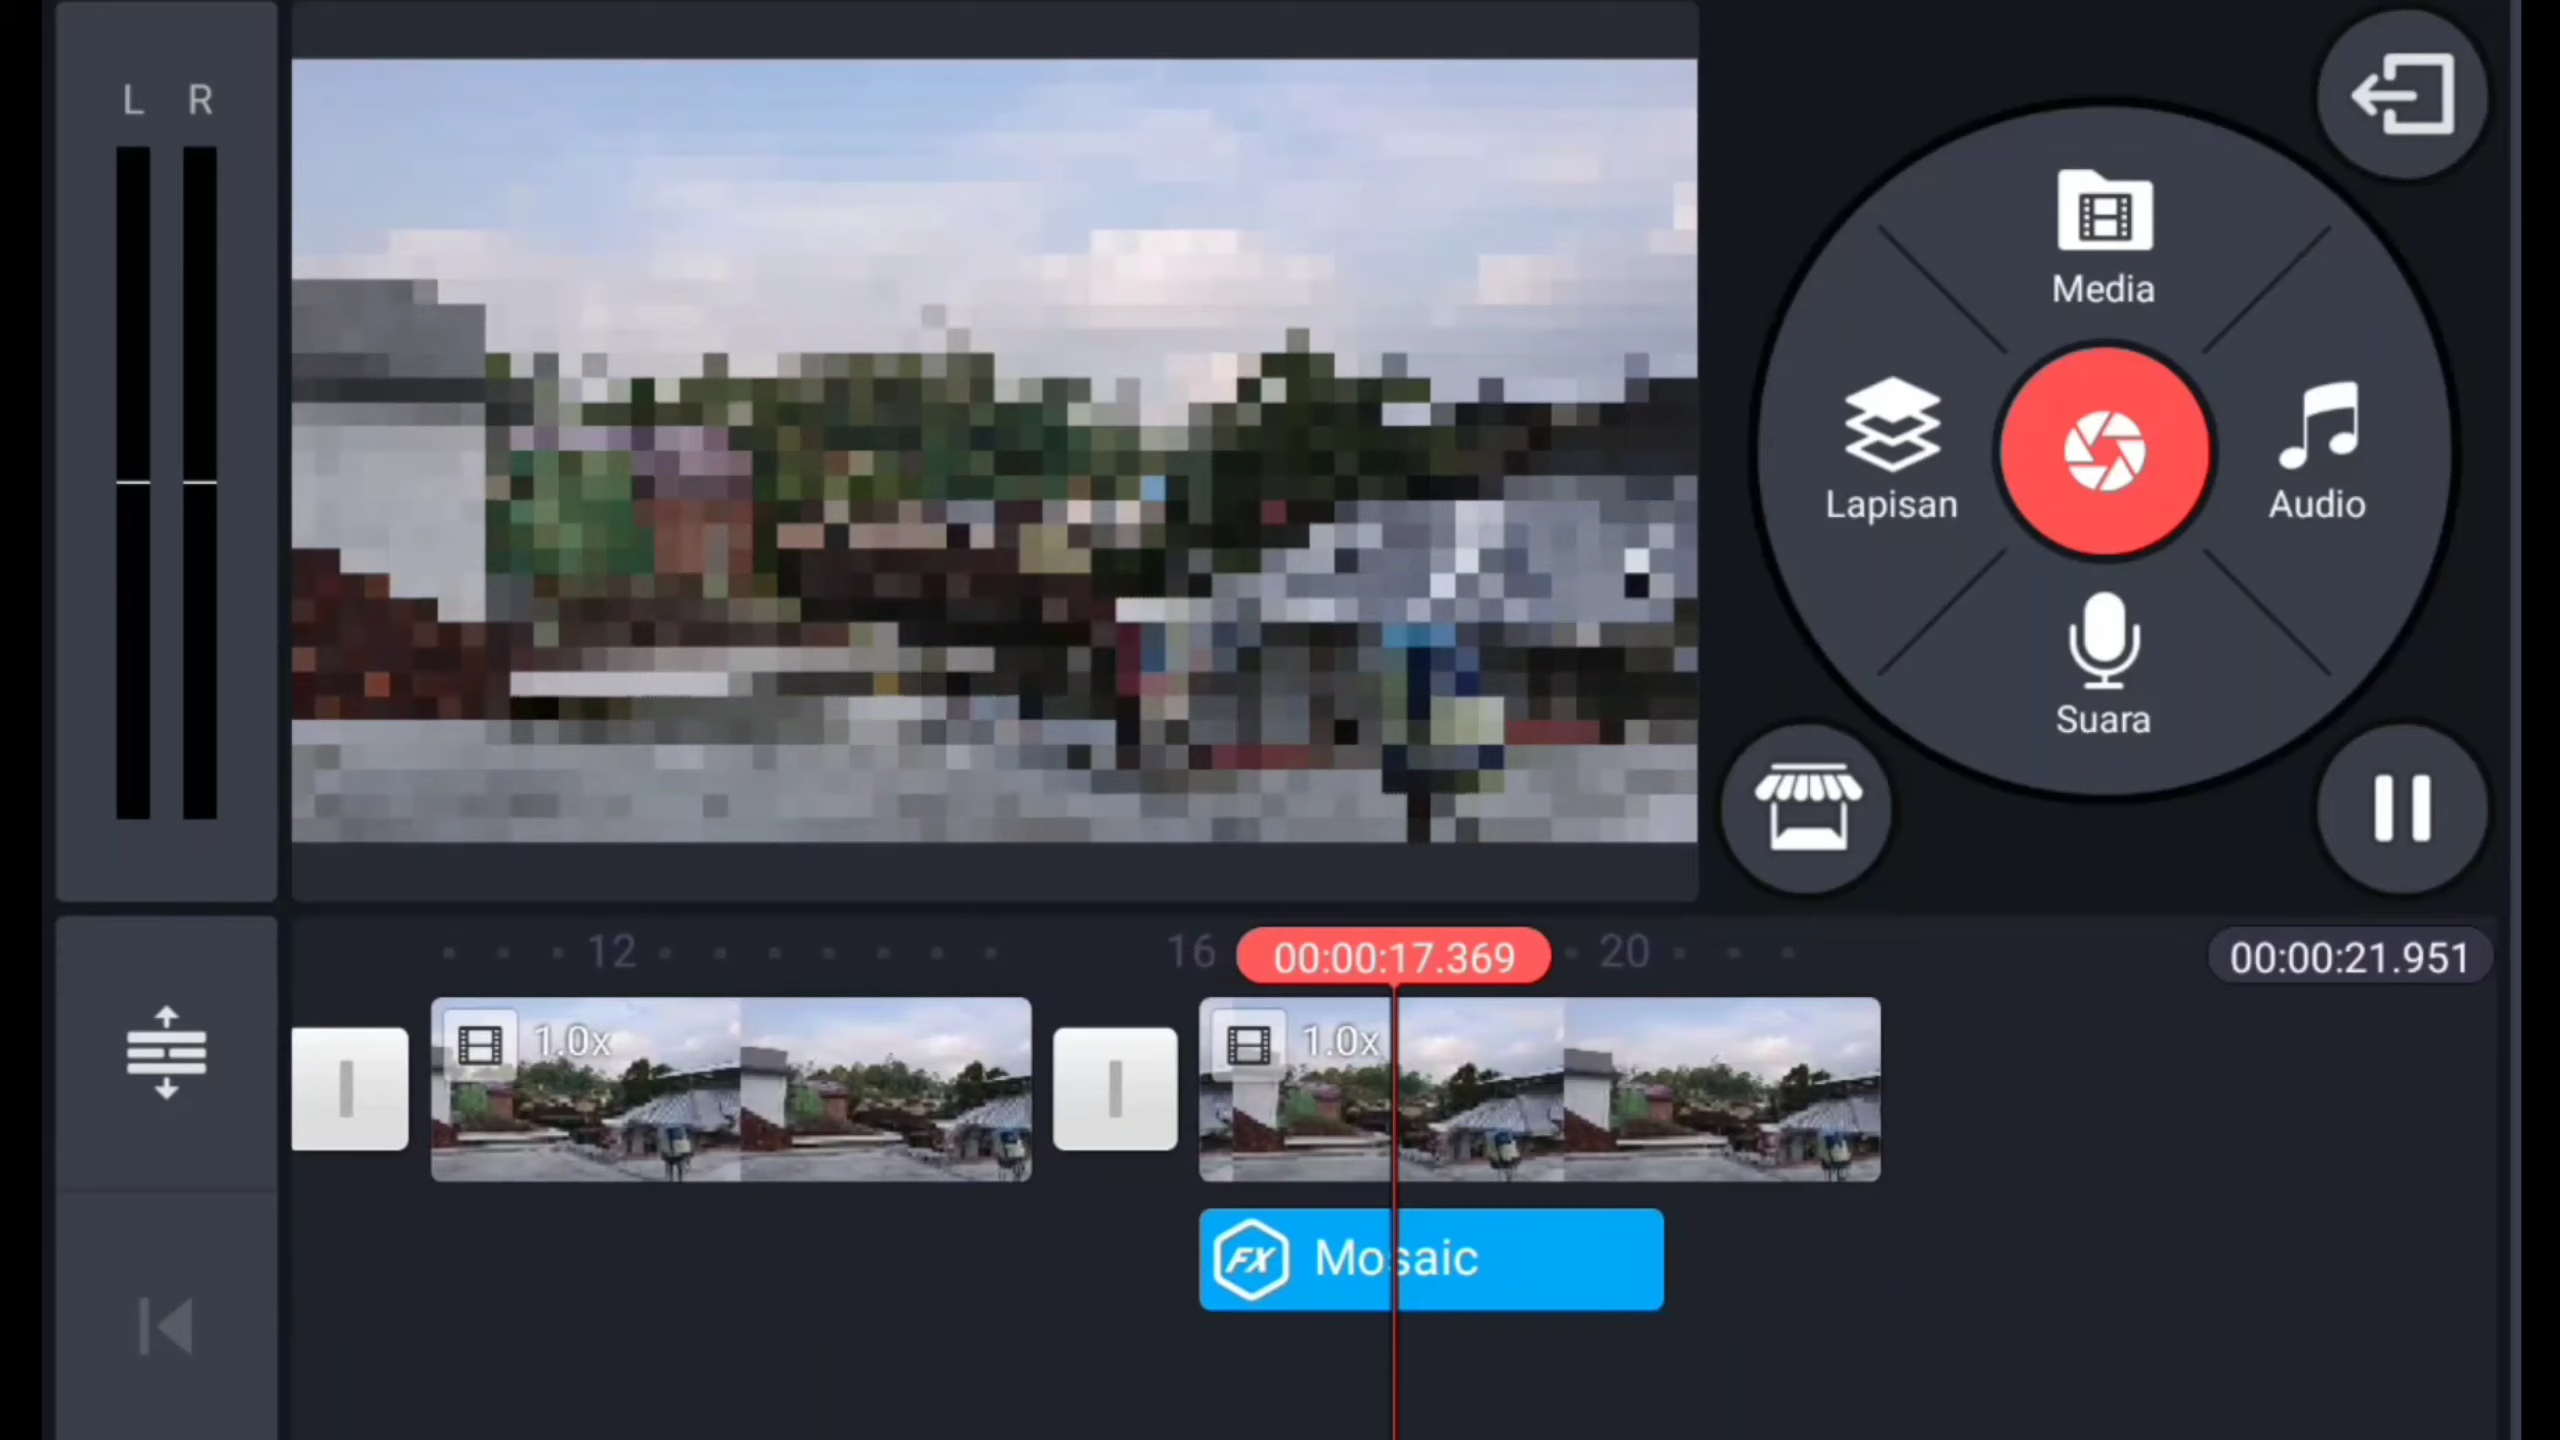 L R
Media
Lapisan
Audio
Suara
12
16
00:00:17.369
20
00:00:21.951
1.0x
1.0x
FX Mosaic